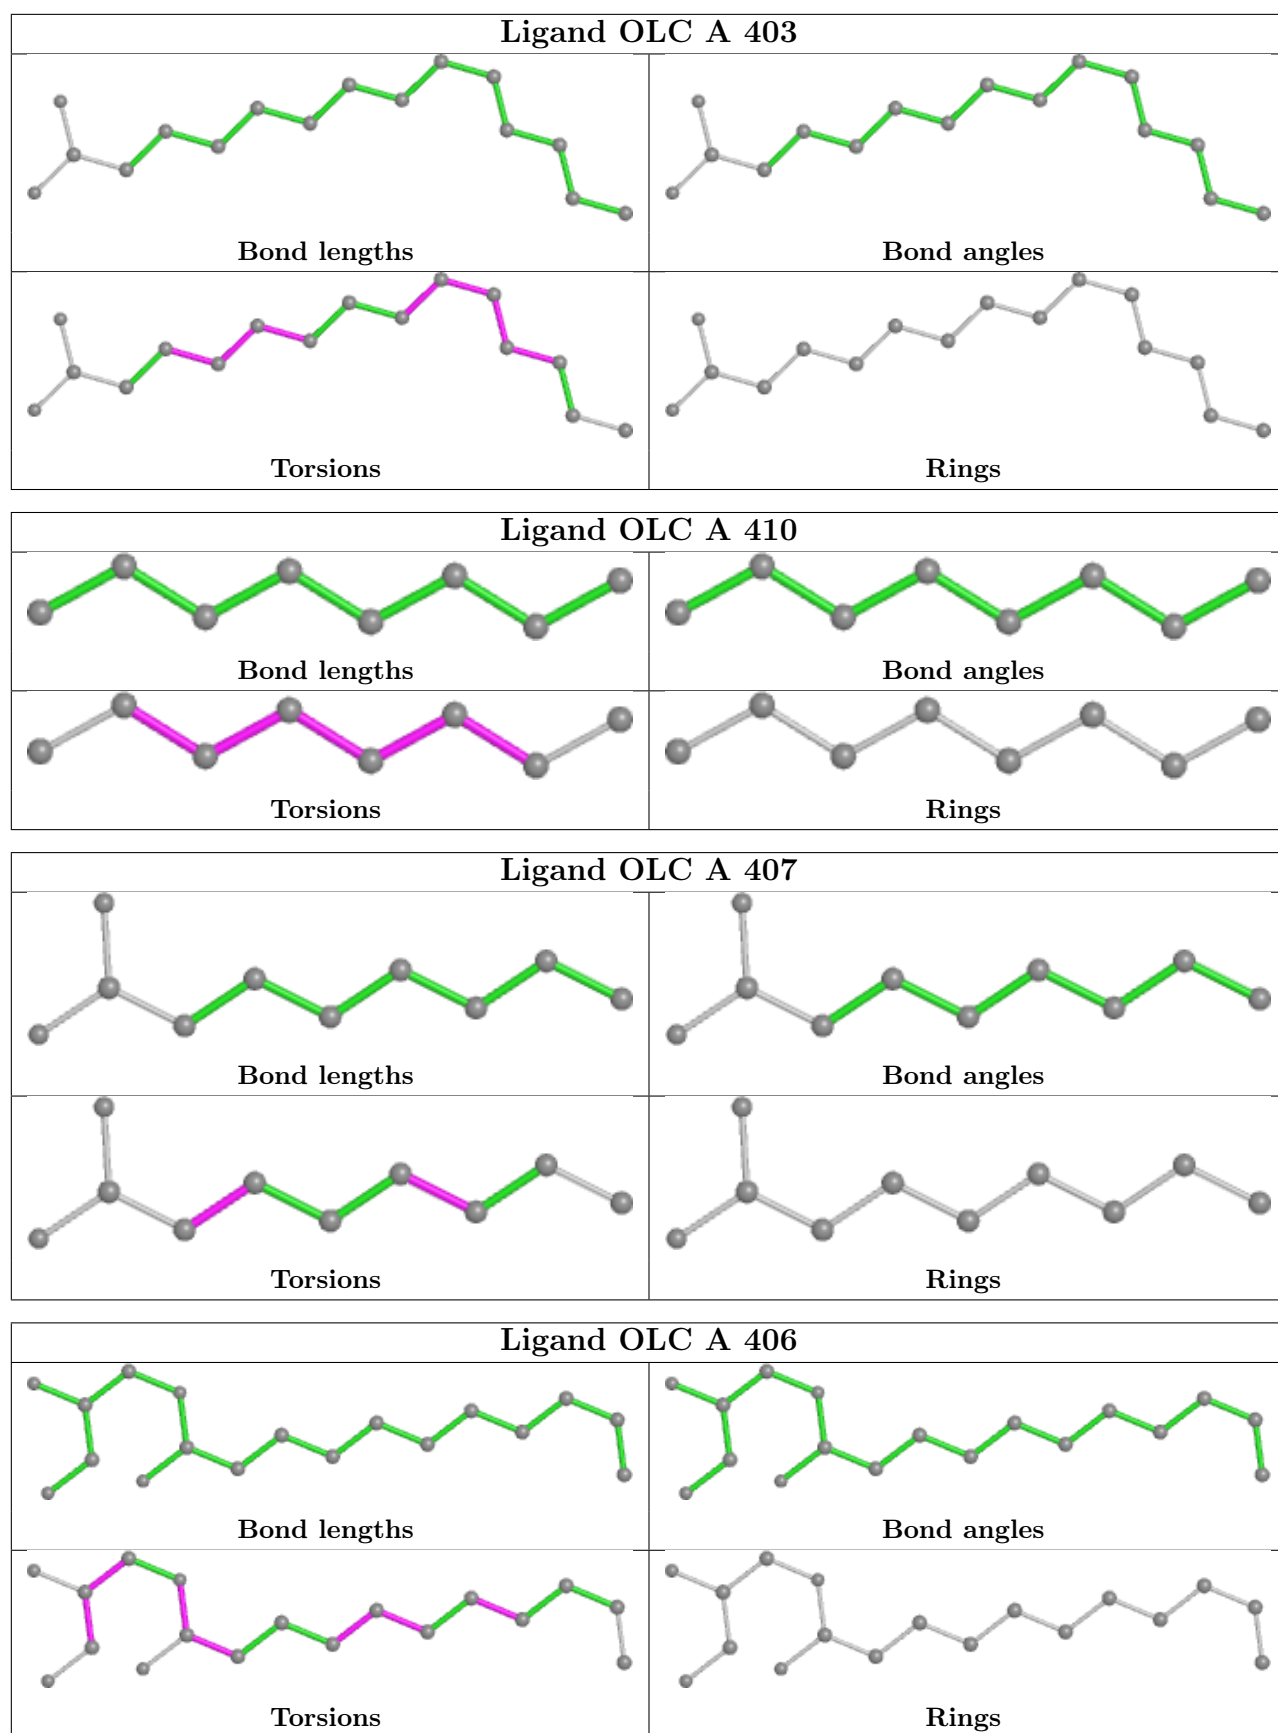 Ligand OLC A 403
Bond lengths
Bond angles
Torsions
Rings
Ligand OLC A 410
Bond lengths
Bond angles
Torsions
Rings
Ligand OLC A 407
Bond lengths
Bond angles
Torsions
Rings
Ligand OLC A 406
Bond lengths
Bond angles
Torsions
Rings